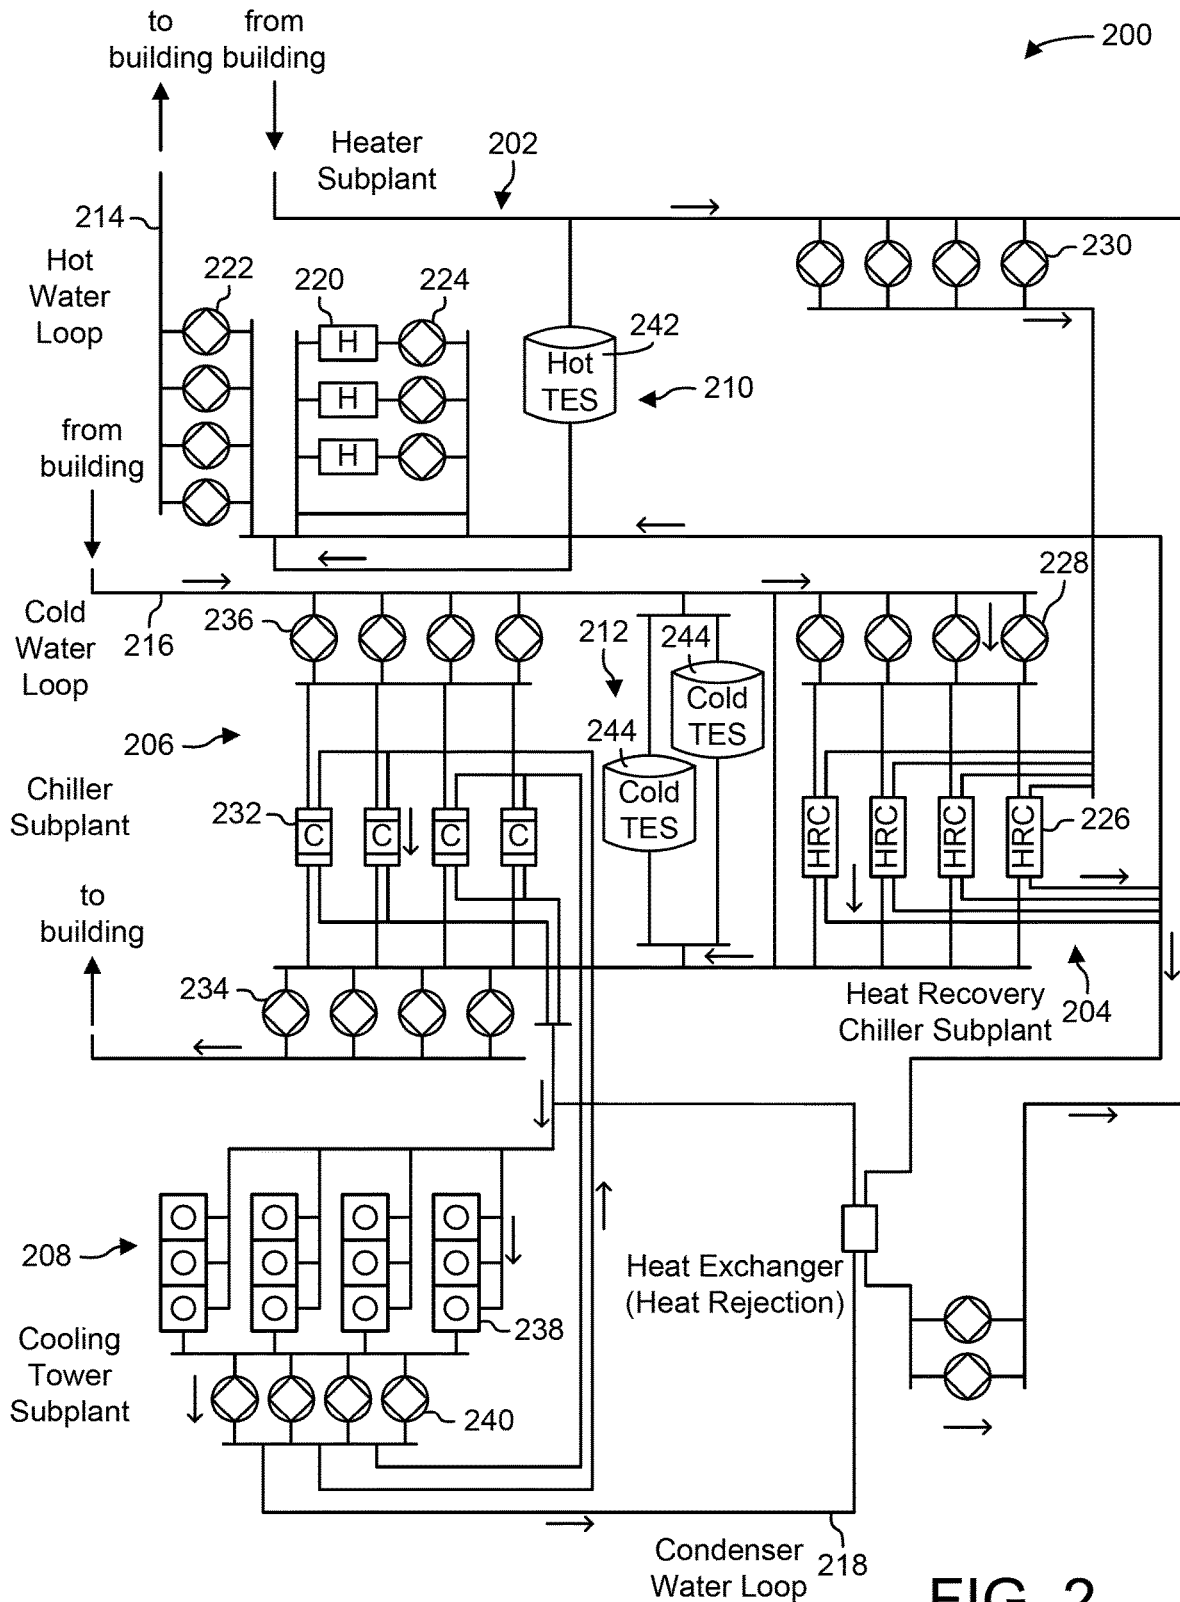 to
building
from
building
200
Heater
Subplant
202
214
Hot
Water
Loop
222
220
224
230
H
H
H
Hot
TES
242
210
from
building
Cold
Water
Loop
216
236
212
244
Cold
TES
244
Cold
TES
228
206
Chiller
Subplant
232
C
C
C
C
HRC
HRC
HRC
HRC
226
to
building
234
Heat Recovery
Chiller Subplant
204
208
Cooling
Tower
Subplant
238
240
Heat Exchanger
(Heat Rejection)
Condenser
Water Loop
218
FIG. 2